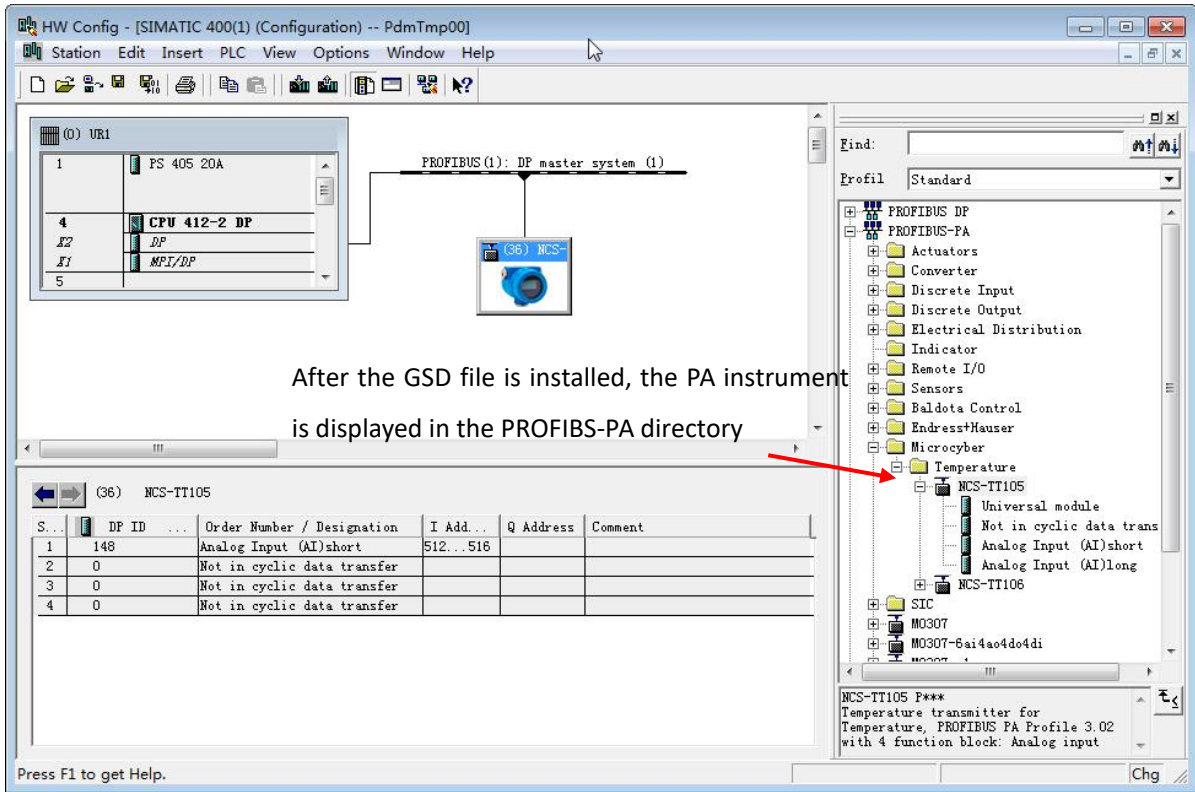 HW Config - [SIMATIC 400(1) (Configuration) -- PdmTmp00]
Station Edit Insert PLC View Options Window Help
(0) UR1
1 PS 405 20A
4 CPU 412-2 DP
X2 DP
X1 MPI/DP
5
PROFIBUS(1): DP master system (1)
(36) NCS-
After the GSD file is installed, the PA instrument
is displayed in the PROFIBS-PA directory
Find:
Profil Standard
PROFIBUS DP
PROFIBUS-PA
Actuators
Converter
Discrete Input
Discrete Output
Electrical Distribution
Indicator
Remote I/O
Sensors
Baldota Control
Endress+Hauser
Microcyber
Temperature
NCS-TT105
Universal module
Not in cyclic data trans
Analog Input (AI)short
Analog Input (AI)long
NCS-TT106
SIC
M0307
M0307-6ai4ao4do4di
(36) NCS-TT105
S... DP ID ... Order Number / Designation I Add... Q Address Comment
1 148 Analog Input (AI)short 512...516
2 0 Not in cyclic data transfer
3 0 Not in cyclic data transfer
4 0 Not in cyclic data transfer
NCS-TT105 P***
Temperature transmitter for
Temperature, PROFIBUS PA Profile 3.02
with 4 function block: Analog input
Press F1 to get Help.
Chg